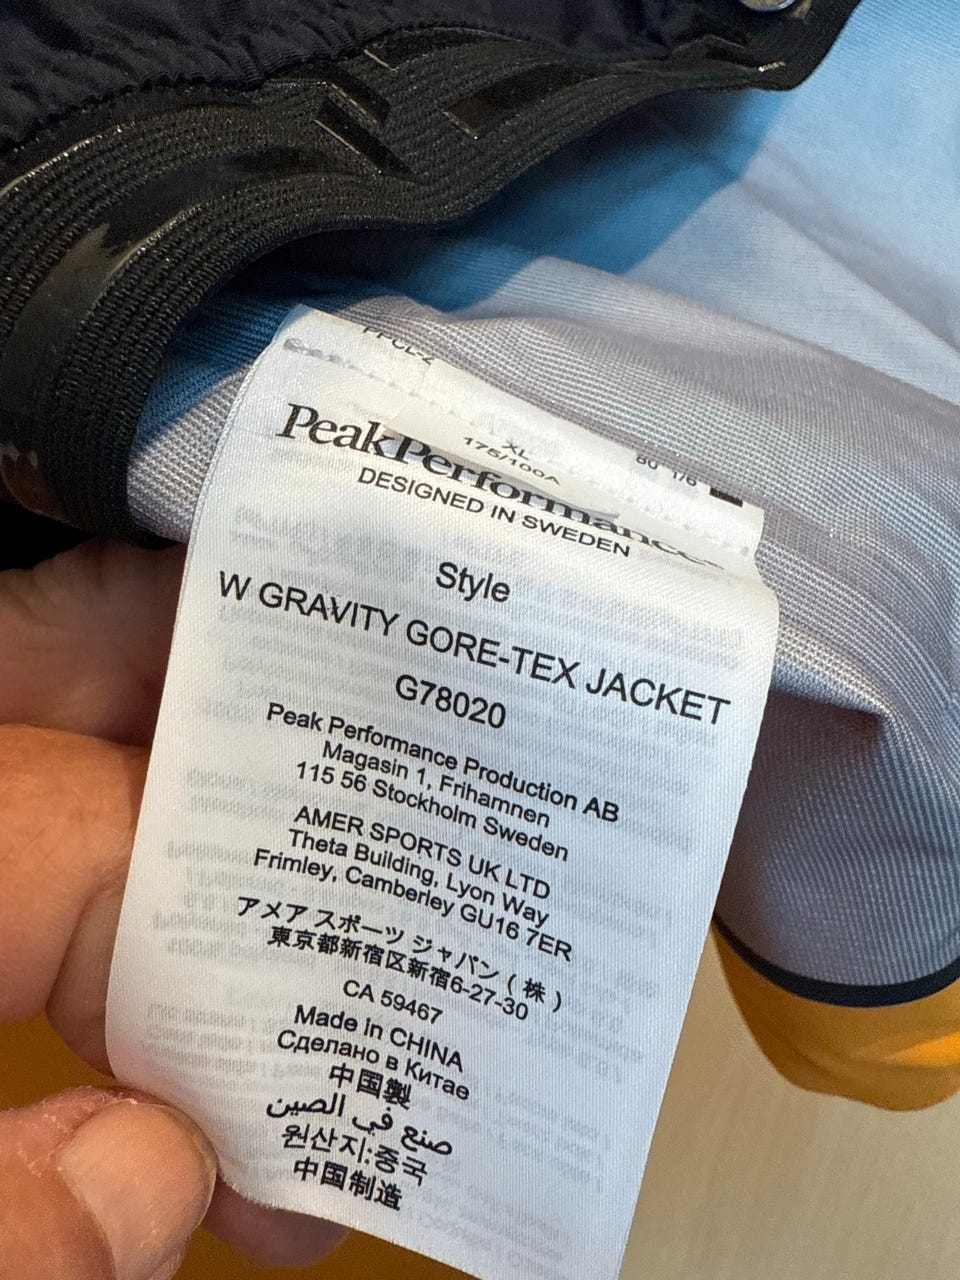 XL
175/100A
PeakPerformance
DESIGNED IN SWEDEN
Style
W GRAVITY GORE-TEX JACKET
G78020
Peak Performance Production AB
Magasin 1, Frihamnen
115 56 Stockholm Sweden
AMER SPORTS UK LTD
Theta Building, Lyon Way
Frimley, Camberley GU16 7ER
アメア スポーツ ジャパン ( 株 )
東京都新宿区新宿6-27-30
CA 59467
Made in CHINA
Сделано в Китае
中国製
صنع في الصين
원산지:중국
中国制造